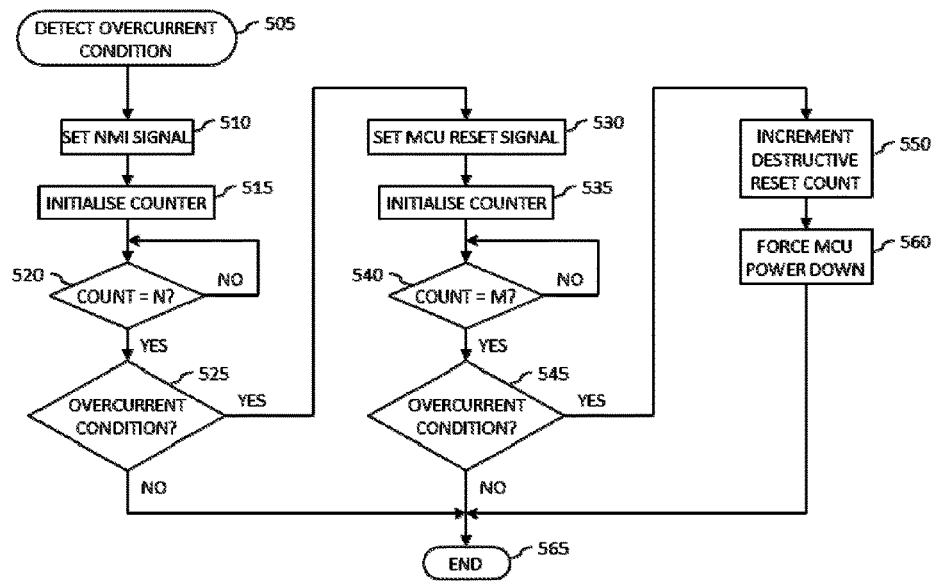 DETECT OVERCURRENT
CONDITION
505
SET NMI SIGNAL
510
INITIALISE COUNTER
515
520
COUNT = N?
NO
YES
525
OVERCURRENT
CONDITION?
YES
NO
SET MCU RESET SIGNAL
530
INITIALISE COUNTER
535
540
COUNT = M?
NO
YES
545
OVERCURRENT
CONDITION?
YES
NO
INCREMENT
DESTRUCTIVE
RESET COUNT
550
FORCE MCU
POWER DOWN
560
END
565